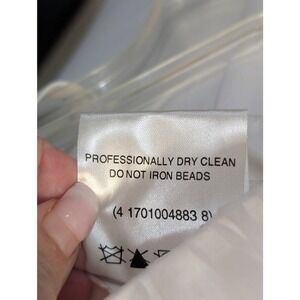 PROFESSIONALLY DRY CLEAN
DO NOT IRON BEADS
(4 1701004883 8)